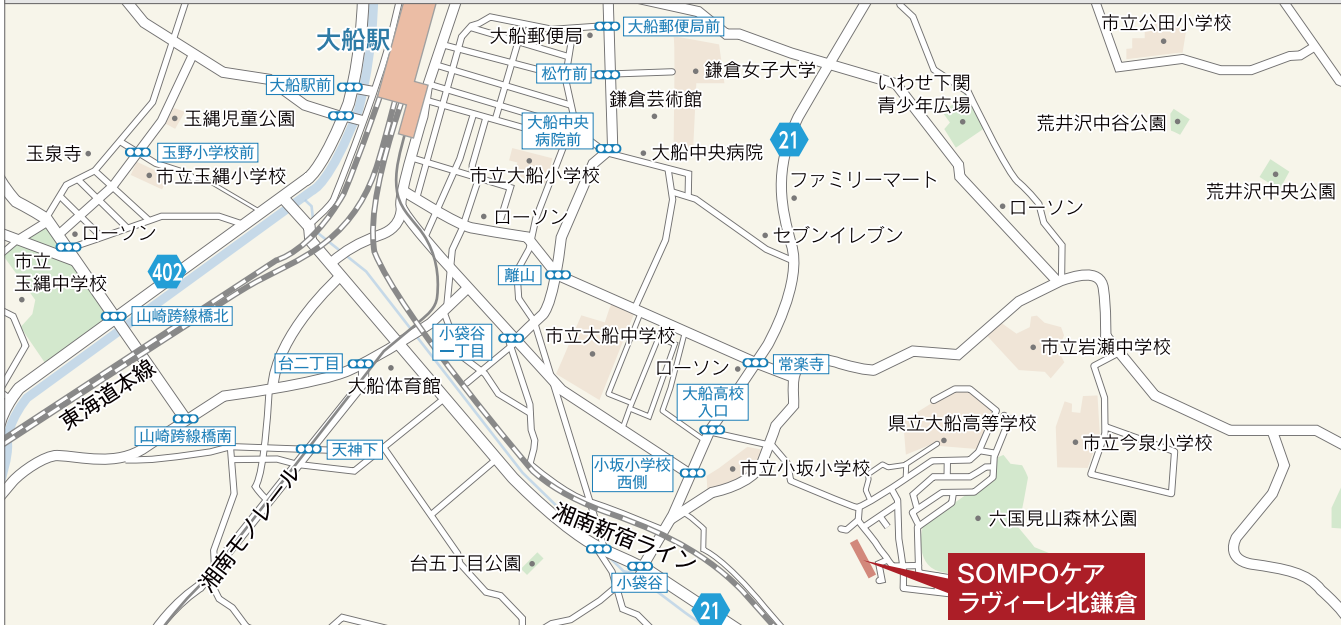 市立公田小学校
大船郵便局
大船郵便局前
大船駅
松竹前
鎌倉女子大学
いわせ下関
青少年広場
大船駅前
鎌倉芸術館
玉縄児童公園
大船中央
病院前
荒井沢中谷公園
21
玉泉寺
玉野小学校前
大船中央病院
市立玉縄小学校
市立大船小学校
ファミリーマート
荒井沢中央公園
ローソン
ローソン
ローソン
セブンイレブン
市立
玉縄中学校
402
離山
山崎跨線橋北
小袋谷
一丁目
市立大船中学校
市立岩瀬中学校
台二丁目
ローソン
常楽寺
大船体育館
東海道本線
大船高校
入口
県立大船高等学校
山崎跨線橋南
天神下
市立今泉小学校
小坂小学校
西側
市立小坂小学校
湘南モノレール
湘南新宿ライン
六国見山森林公園
台五丁目公園
小袋谷
SOMPOケア
ラヴィーレ北鎌倉
21